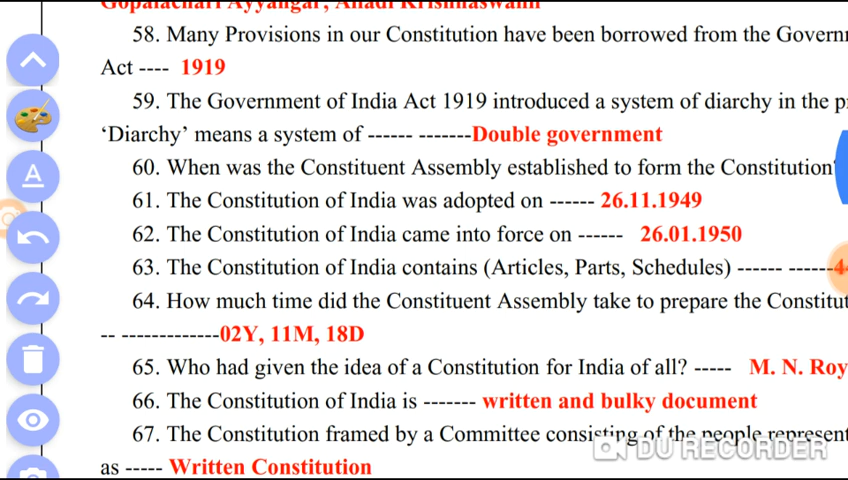 Gopalachari Ayyangar, Alladi Krishnaswami
58. Many Provisions in our Constitution have been borrowed from the
Act ---- 1919
59. The Government of India Act 1919 introduced a system of diarchy in the
‘Diarchy’ means a system of ------ -------Double government
60. When was the Constituent Assembly established to form the Constitution
61. The Constitution of India was adopted on ------ 26.11.1949
62. The Constitution of India came into force on ------ 26.01.1950
63. The Constitution of India contains (Articles, Parts, Schedules) ------ ------
64. How much time did the Constituent Assembly take to prepare the
-- -------------02Y, 11M, 18D
65. Who had given the idea of a Constitution for India of all? ----- M. N. Roy
66. The Constitution of India is ------- written and bulky document
67. The Constitution framed by a Committee consisting of the people
DU RECORDER
as ----- Written Constitution